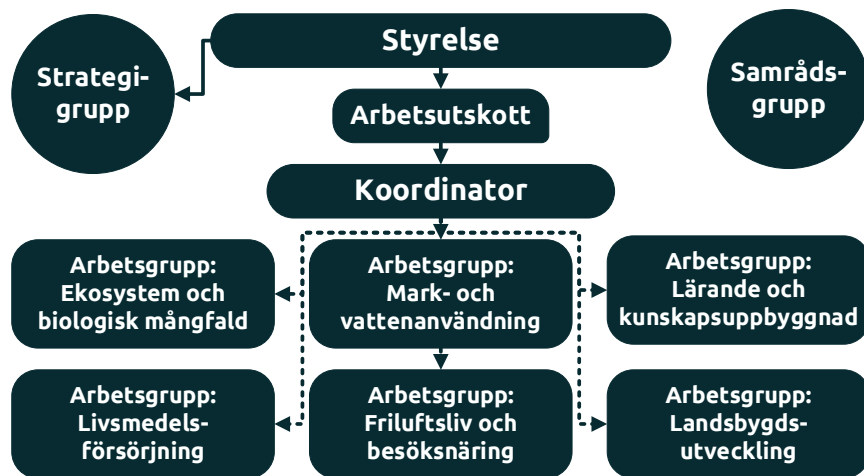 Styrelse
Strategi-
grupp
Samråds-
grupp
Arbetsutskott
Koordinator
Arbetsgrupp:
Ekosystem och
biologisk mångfald
Arbetsgrupp:
Mark- och
vattenanvändning
Arbetsgrupp:
Lärande och
kunskapsuppbyggnad
Arbetsgrupp:
Livsmedels-
försörjning
Arbetsgrupp:
Friluftsliv och
besöksnäring
Arbetsgrupp:
Landsbygds-
utveckling